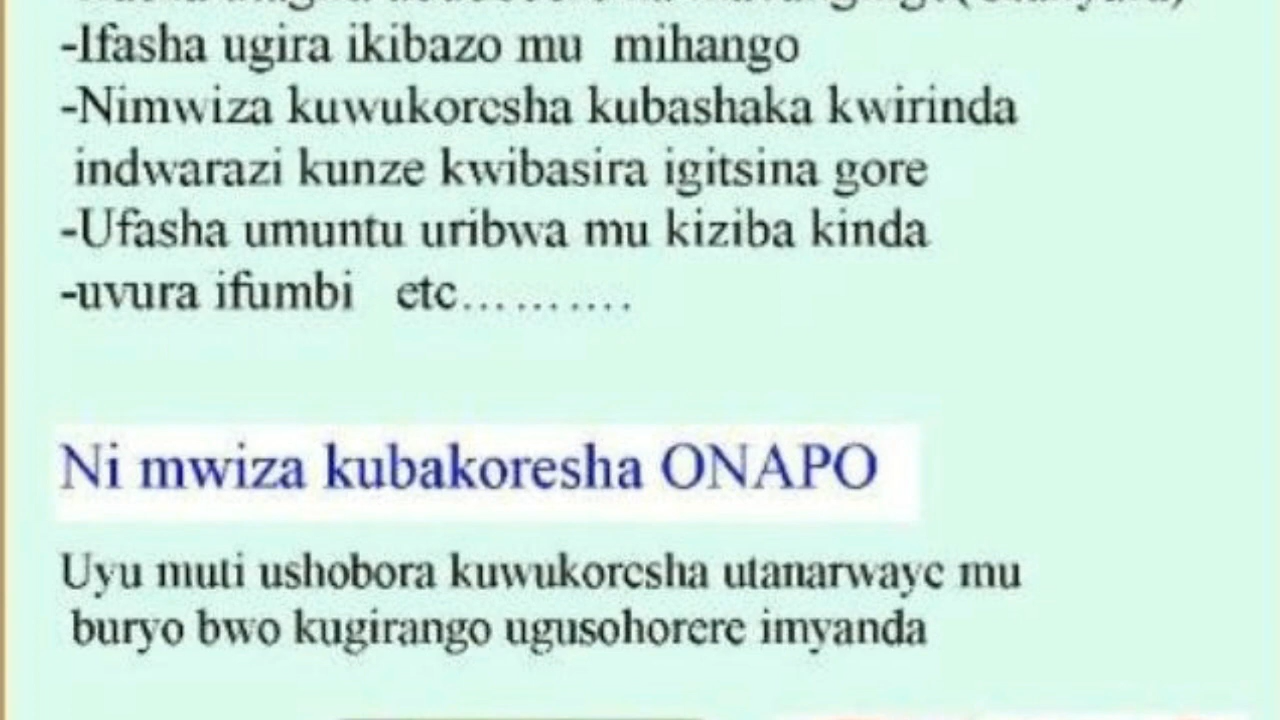 -Ifasha ugira ikibazo mu mihango
-Nimwiza kuwukoresha kubashaka kwirinda
indwarazi kunze kwibasira igitsina gore
-Ufasha umuntu uribwa mu kiziba kinda
-uvura ifumbi etc..........
Ni mwiza kubakoresha ONAPO
Uyu muti ushobora kuwukoresha utanarwaye mu
buryo bwo kugirango ugusohorere imyanda